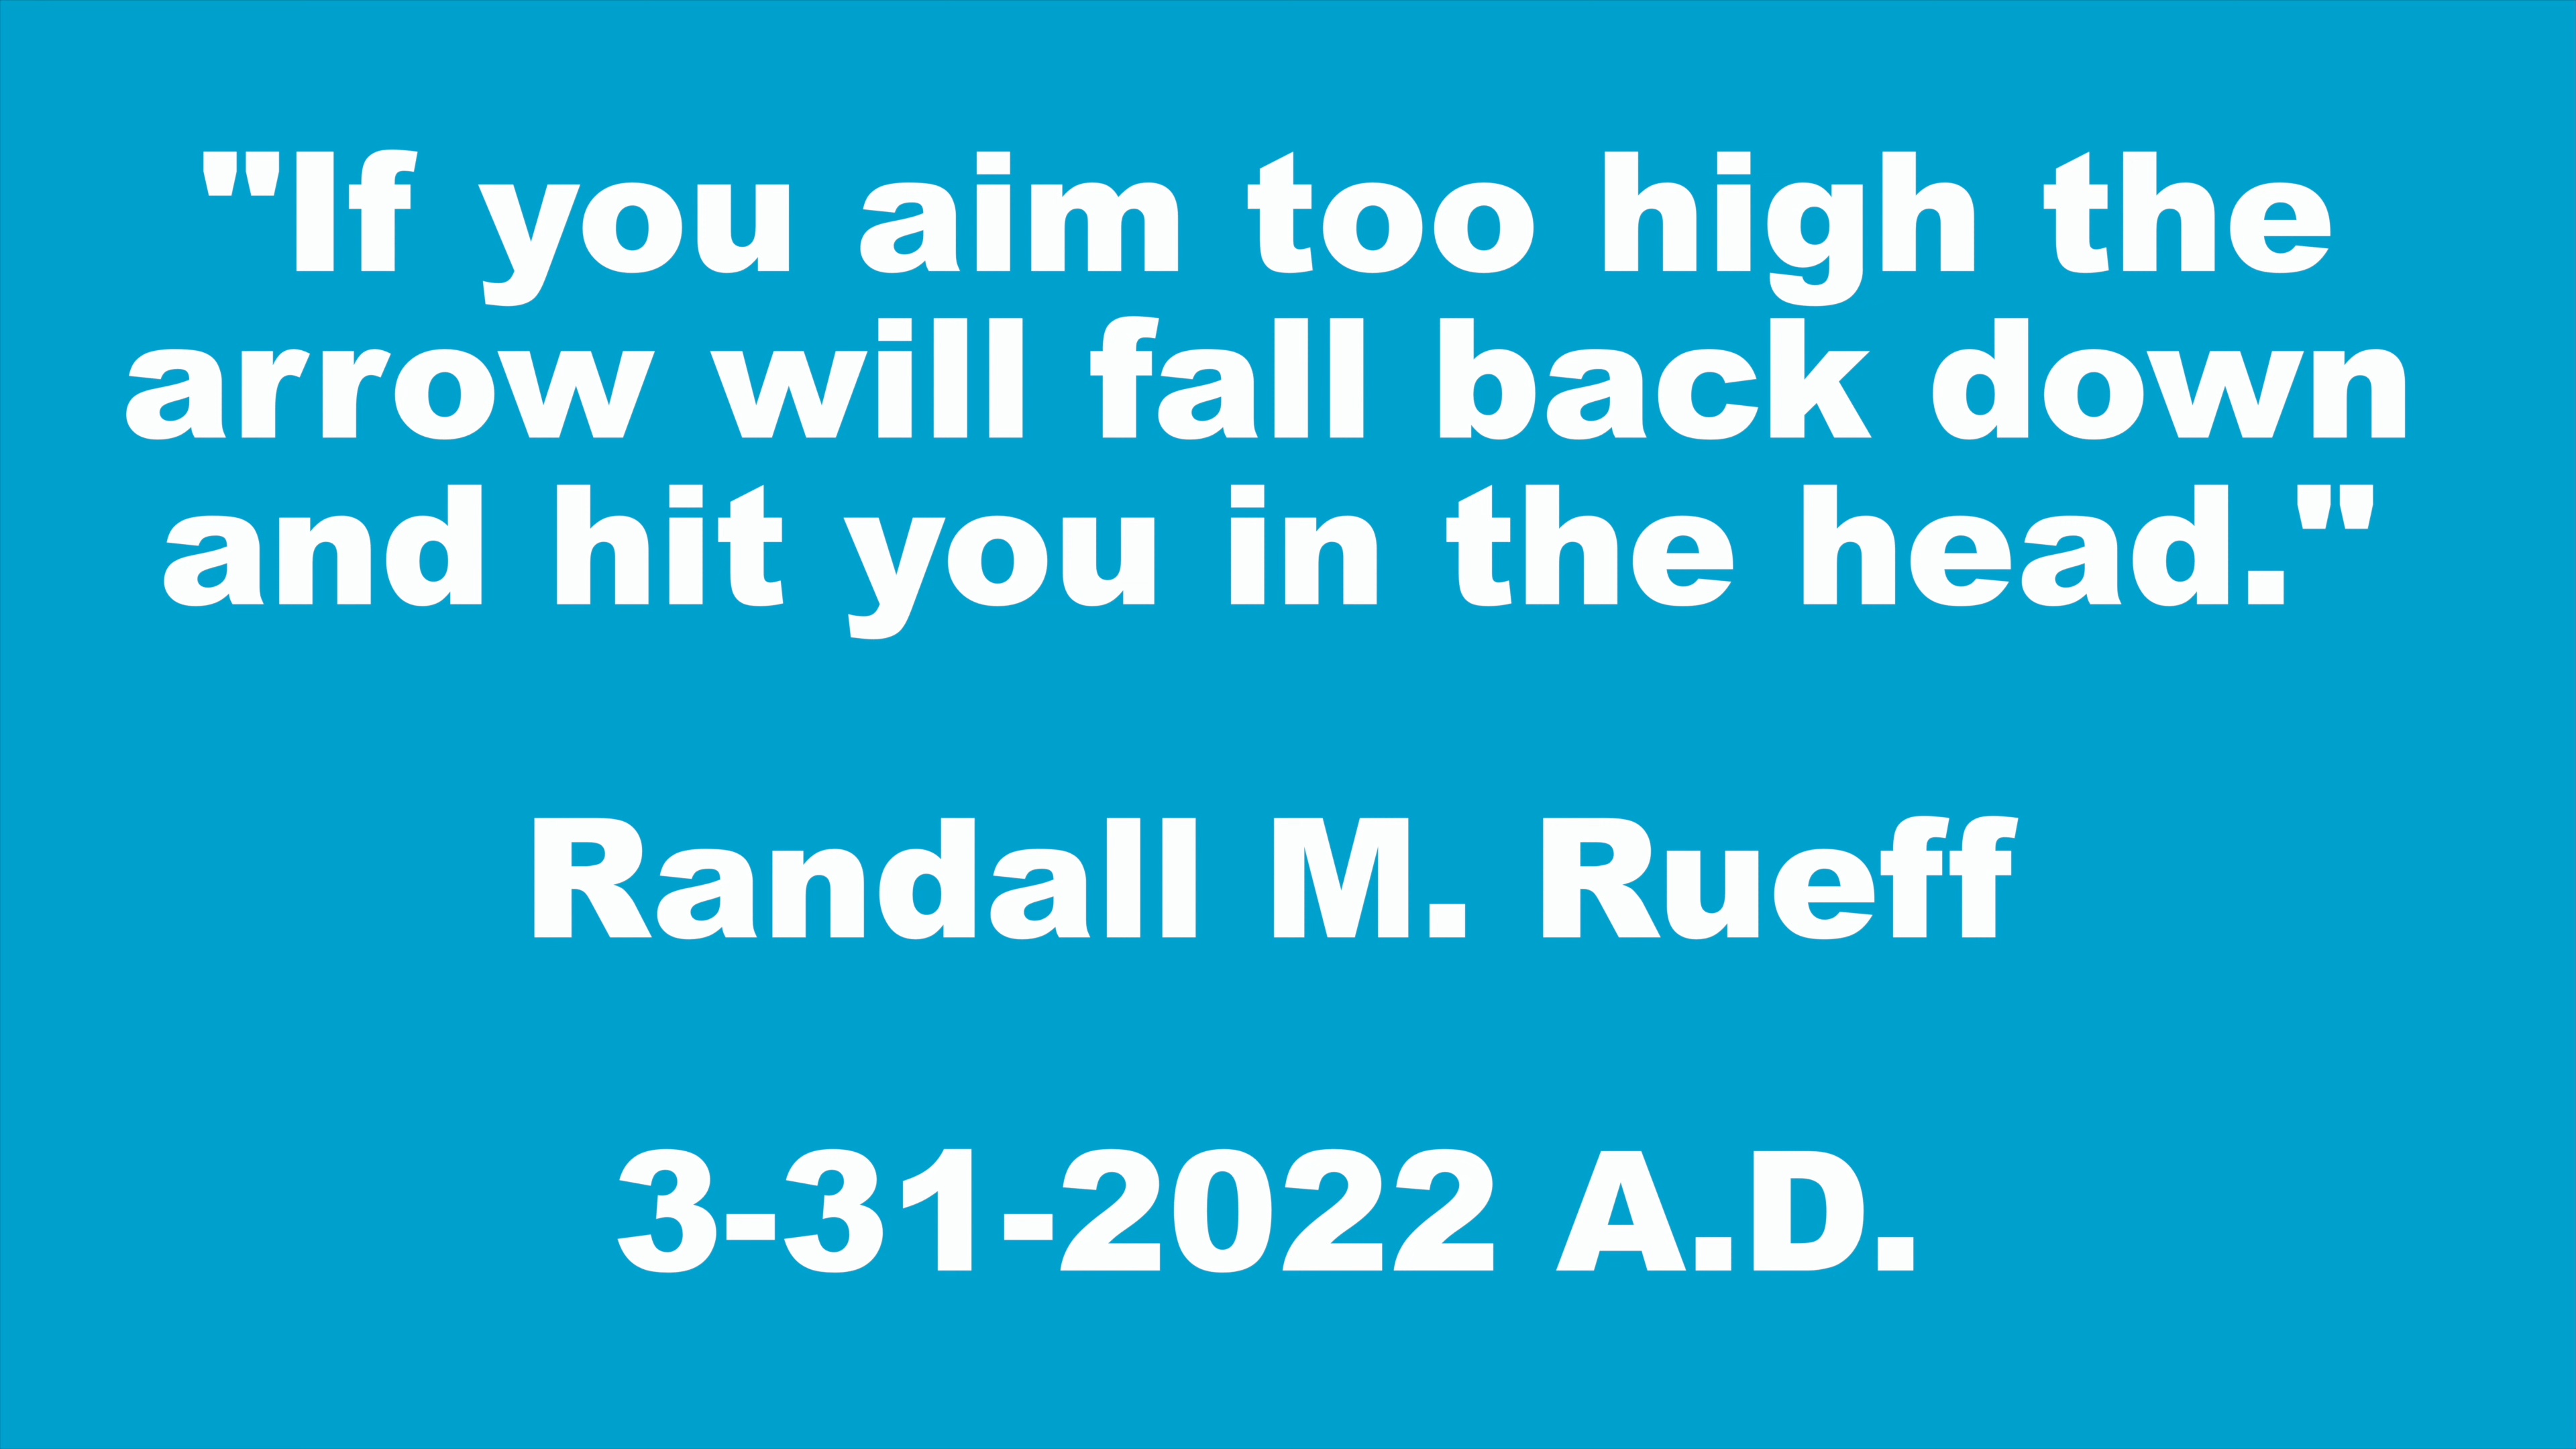 "If you aim too high the
arrow will fall back down
and hit you in the head."
Randall M. Rueff
3-31-2022 A.D.